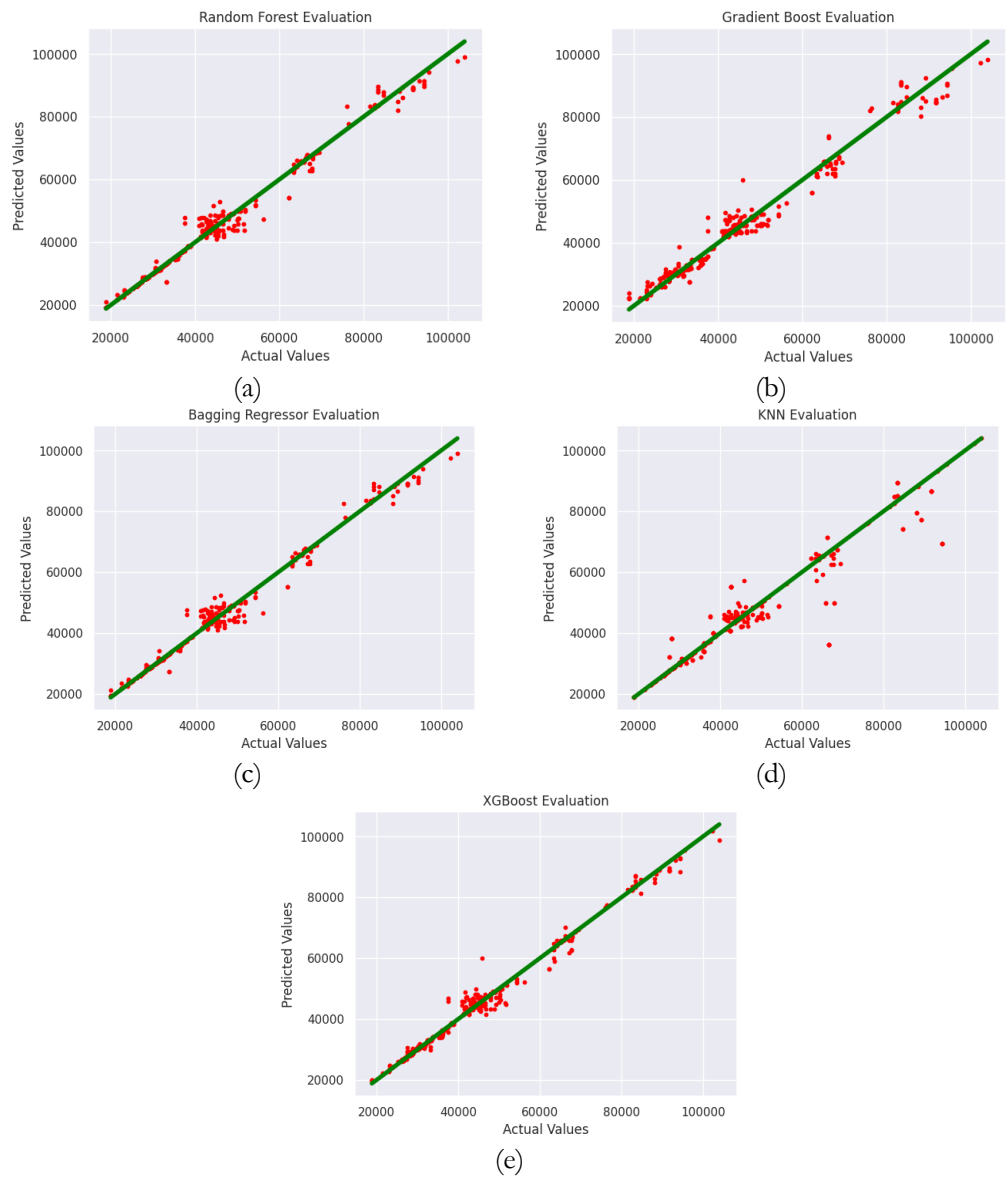 Random Forest Evaluation
Predicted Values
100000
80000
60000
40000
20000
20000 40000 60000 80000 100000
Actual Values
(a)
Gradient Boost Evaluation
Predicted Values
100000
80000
60000
40000
20000
20000 40000 60000 80000 100000
Actual Values
(b)
Bagging Regressor Evaluation
Predicted Values
100000
80000
60000
40000
20000
20000 40000 60000 80000 100000
Actual Values
(c)
KNN Evaluation
Predicted Values
100000
80000
60000
40000
20000
20000 40000 60000 80000 100000
Actual Values
(d)
XGBoost Evaluation
Predicted Values
100000
80000
60000
40000
20000
20000 40000 60000 80000 100000
Actual Values
(e)